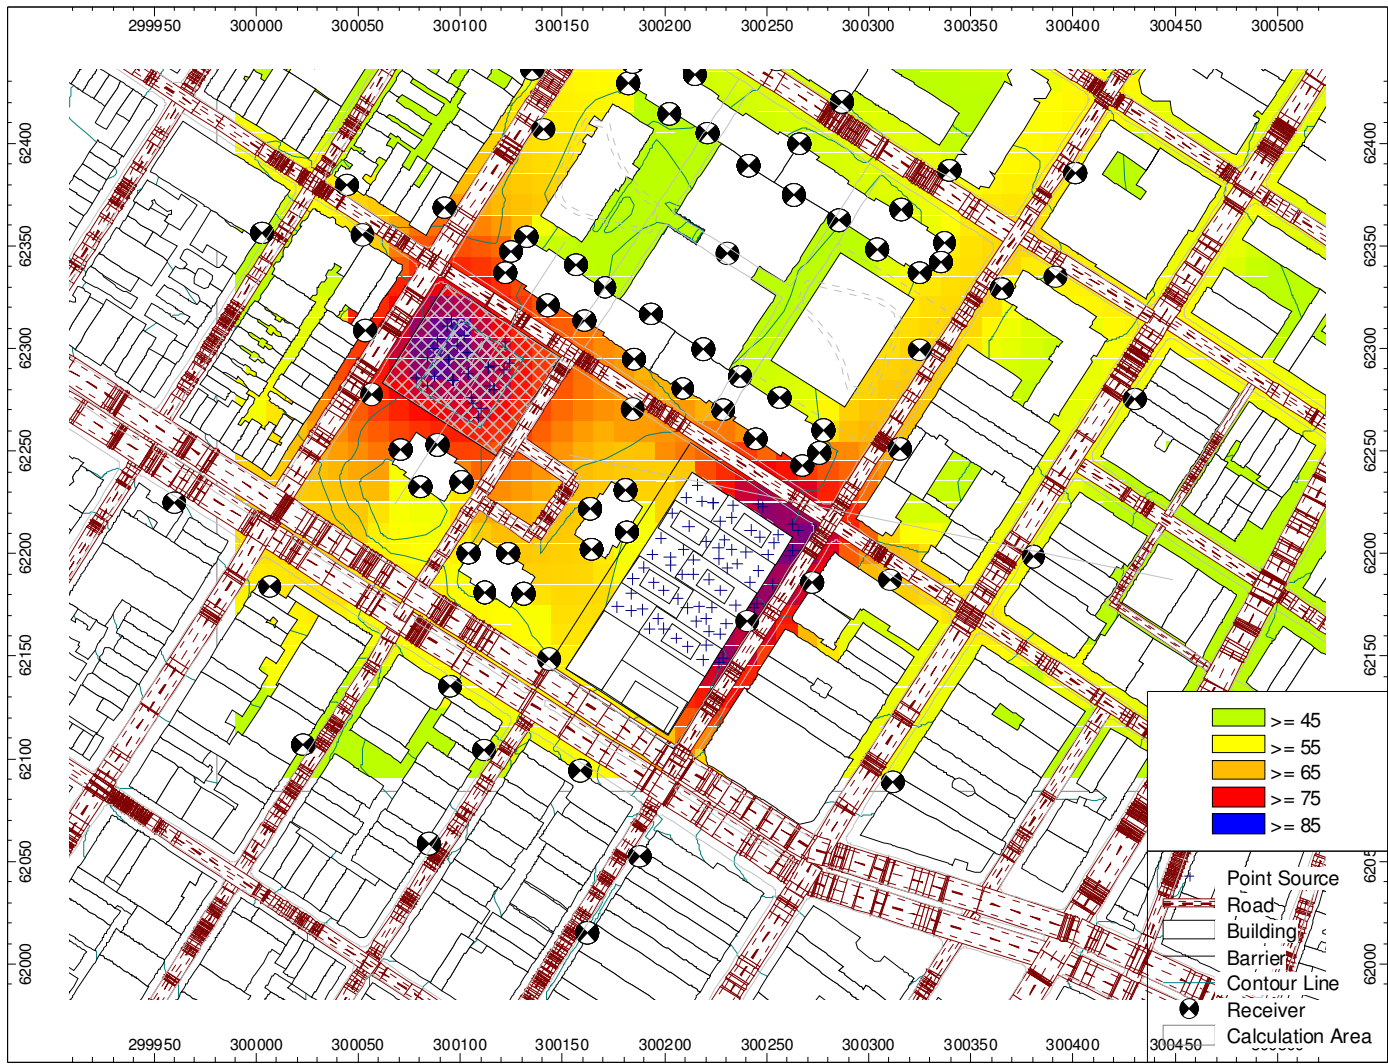 299950 300000 300050 300100 300150 300200 300250 300300 300350 300400 300450 300500
62400 62400
62350 62350
62300 62300
62250 62250
62200 62200
62150 62150
62100
>= 45
>= 55
>= 65
>= 75
>= 85
62050 6205
Point Source
Road
Building
Barrier
62000 62000
Contour Line
Receiver
Calculation Area
299950 300000 300050 300100 300150 300200 300250 300300 300350 300400 300450